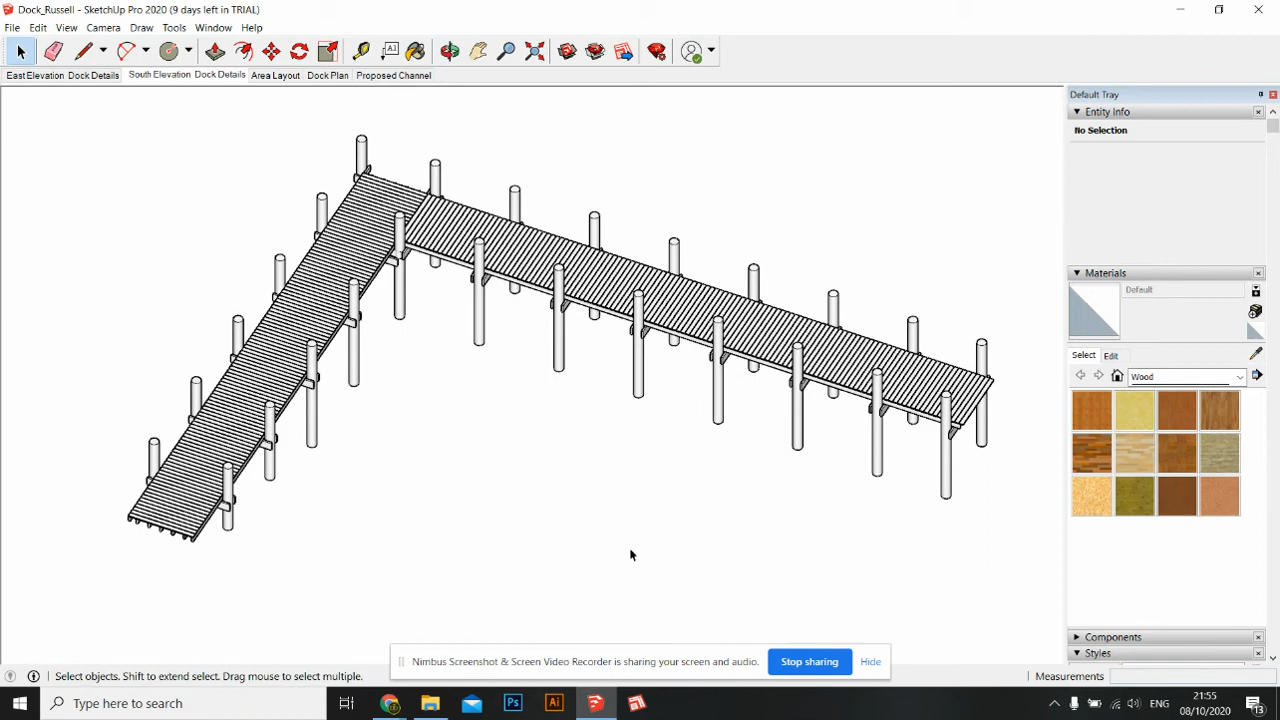 Dock_Russell - SketchUp Pro 2020 (9 days left in TRIAL)
File Edit View Camera Draw Tools Window Help
East Elevation Dock Details South Elevation Dock Details Area Layout Dock Plan Proposed Channel
Default Tray
Entity Info
No Selection
Materials
Default
Select Edit
Wood
Components
Styles
Nimbus Screenshot & Screen Video Recorder is sharing your screen and audio. Stop sharing Hide
Select objects. Shift to extend select. Drag mouse to select multiple. Measurements
Type here to search
Ps Ai
ENG
21:55
08/10/2020
13